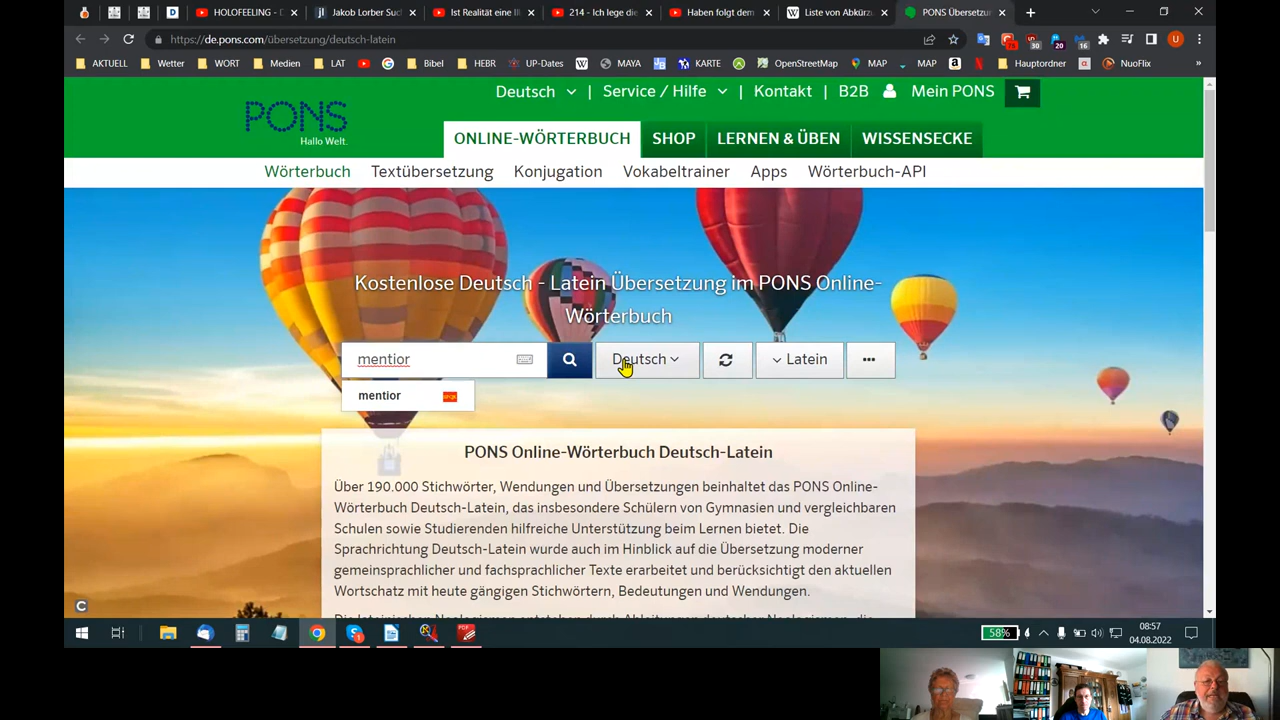 HOLOFEELING - D
Jakob Lorber Suc
Ist Realität eine Ill
214 - Ich lege die
Haben folgt dem
Liste von Abkürz
PONS Übersetzun
https://de.pons.com/übersetzung/deutsch-latein
AKTUELL Wetter WORT Medien LAT Bibel HEBR UP-Dates MAYA KARTE OpenStreetMap MAP MAP Hauptordner NuoFlix »
Deutsch | Service / Hilfe | Kontakt | B2B Mein PONS
PONS
Hallo Welt.
ONLINE-WÖRTERBUCH SHOP LERNEN & ÜBEN WISSENSECKE
Wörterbuch Textübersetzung Konjugation Vokabeltrainer Apps Wörterbuch-API
Kostenlose Deutsch - Latein Übersetzung im PONS Online-
Wörterbuch
mentior Deutsch Latein •••
mentior
PONS Online-Wörterbuch Deutsch-Latein
Über 190.000 Stichwörter, Wendungen und Übersetzungen beinhaltet das PONS Online-
Wörterbuch Deutsch-Latein, das insbesondere Schülern von Gymnasien und vergleichbaren
Schulen sowie Studierenden hilfreiche Unterstützung beim Lernen bietet. Die
Sprachrichtung Deutsch-Latein wurde auch im Hinblick auf die Übersetzung moderner
gemeinsprachlicher und fachsprachlicher Texte erarbeitet und berücksichtigt den aktuellen
Wortschatz mit heute gängigen Stichwörtern, Bedeutungen und Wendungen.
58% 08:57
04.08.2022